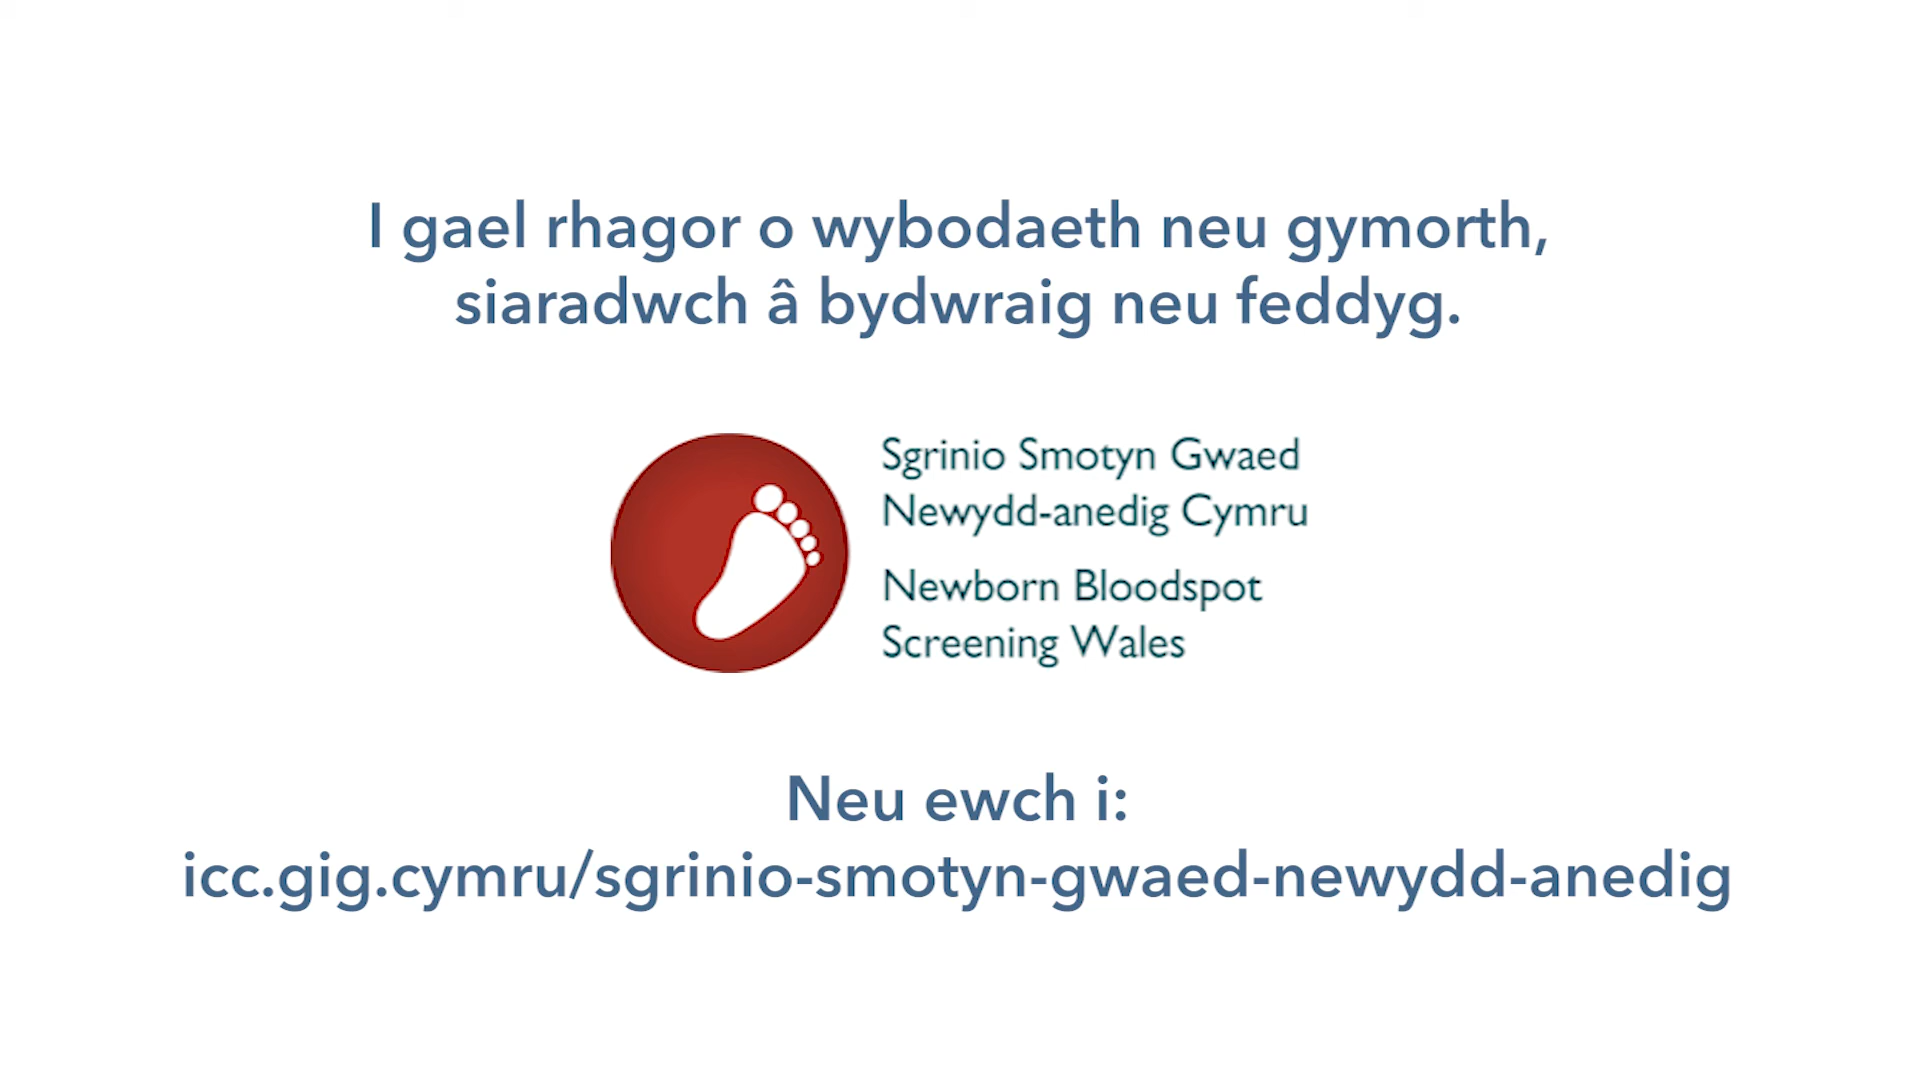 I gael rhagor o wybodaeth neu gymorth,
siaradwch â bydwraig neu feddyg.
Sgrinio Smotyn Gwaed
Newydd-anedig Cymru
Newborn Bloodspot
Screening Wales
Neu ewch i:
icc.gig.cymru/sgrinio-smotyn-gwaed-newydd-anedig